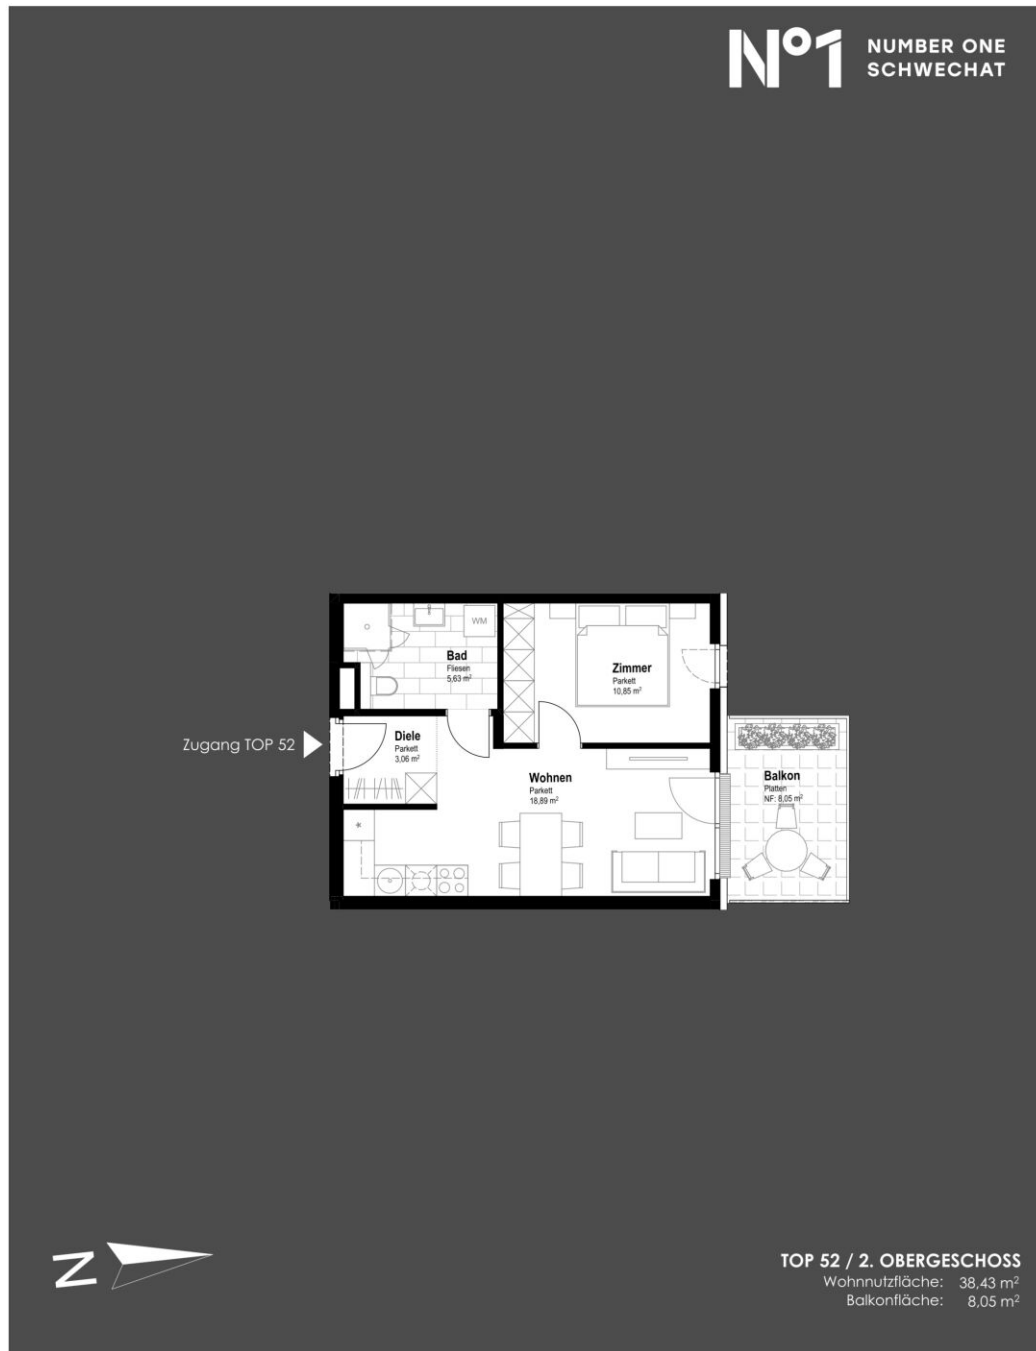 Nº1 NUMBER ONE
SCHWECHAT
WM
Bad
Fliesen
5,63 m²
Zimmer
Parkett
10,85 m²
Zugang TOP 52
Diele
Parkett
3,06 m²
Wohnen
Parkett
18,89 m²
Balkon
Platten
NF: 8,05 m²
*
N
TOP 52 / 2. OBERGESCHOSS
Wohnnutzfläche: 38,43 m²
Balkonfläche: 8,05 m²